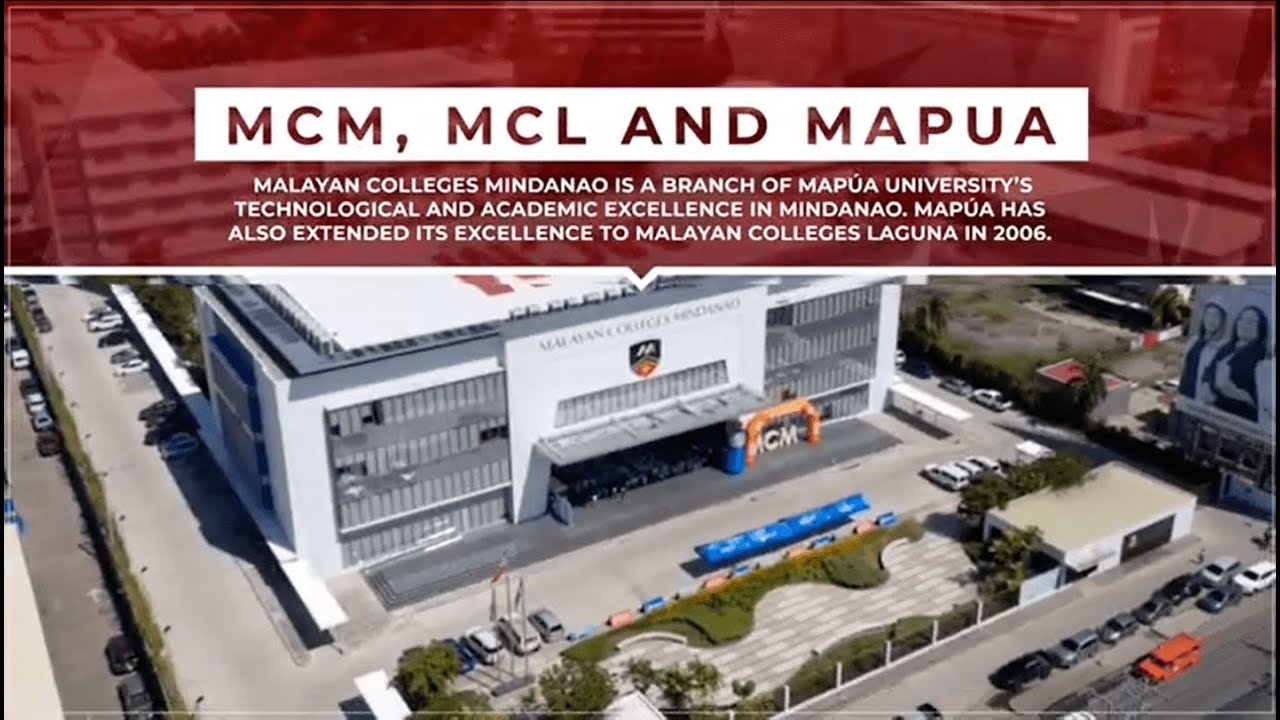 MCM, MCL AND MAPUA
MALAYAN COLLEGES MINDANAO IS A BRANCH OF MAPÚA UNIVERSITY'S
TECHNOLOGICAL AND ACADEMIC EXCELLENCE IN MINDANAO. MAPÚA HAS
ALSO EXTENDED ITS EXCELLENCE TO MALAYAN COLLEGES LAGUNA IN 2006.
MALAYAN COLLEGES MINDANAO
MCM